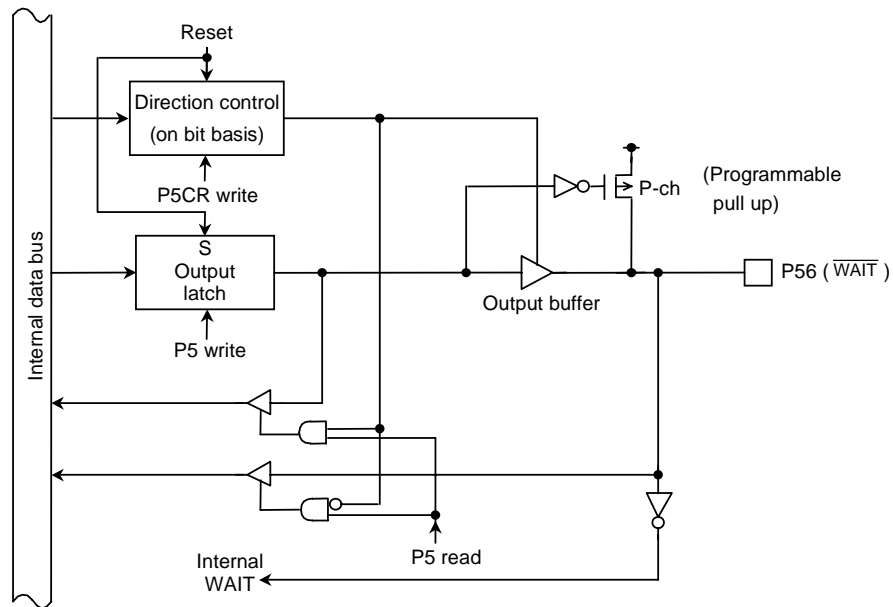 Reset
Direction control
(on bit basis)
P5CR write
S
Output
latch
P5 write
Internal data bus
P-ch
(Programmable
pull up)
Output buffer
P56 ( W̅A̅I̅T̅ )
P5 read
Internal
WAIT